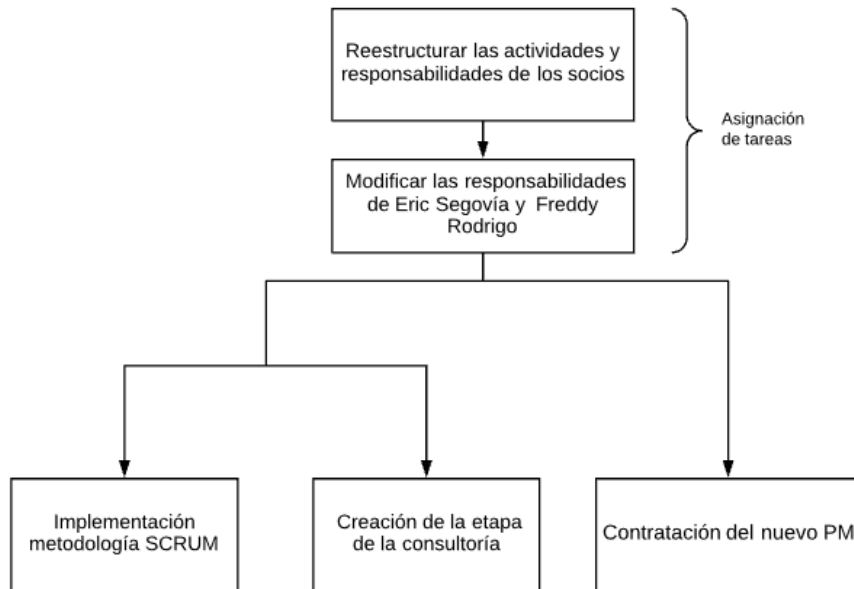 Reestructurar las actividades y
responsabilidades de los socios
Asignación
de tareas
Modificar las responsabilidades
de Eric Segovía y Freddy
Rodrigo
Implementación
metodología SCRUM
Creación de la etapa
de la consultoría
Contratación del nuevo PM